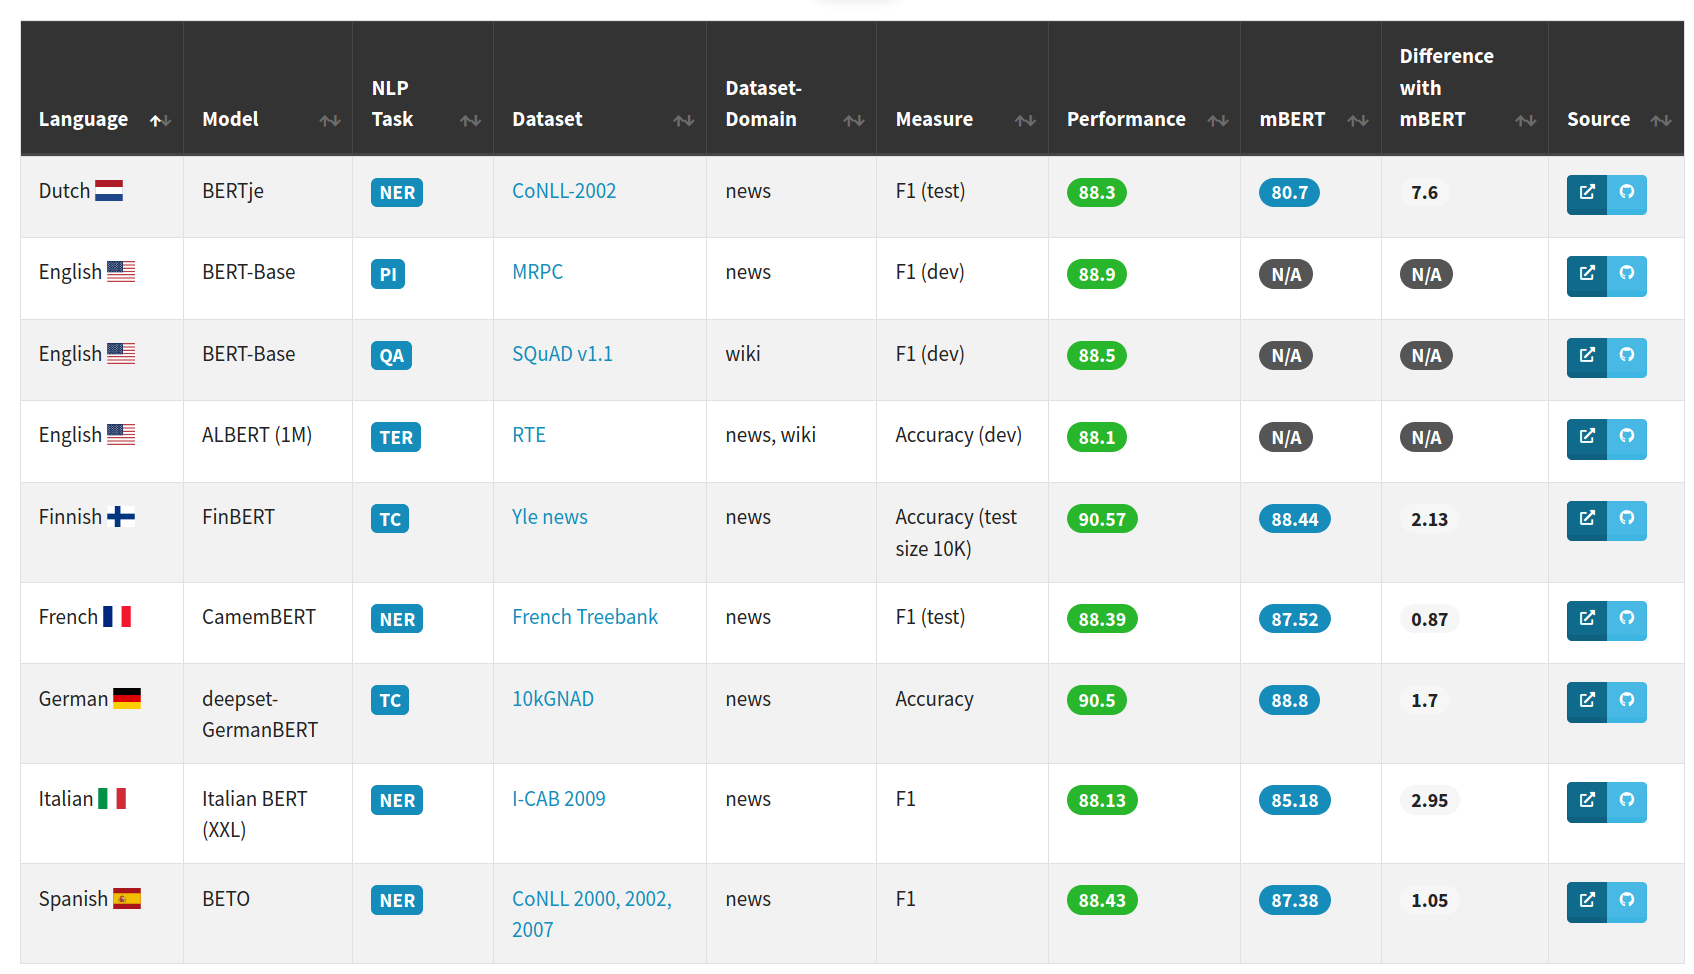 Language Model NLP Task Dataset Dataset-Domain Measure Performance mBERT Difference with mBERT Source
Dutch BERTje NER CoNLL-2002 news F1 (test) 88.3 80.7 7.6
English BERT-Base PI MRPC news F1 (dev) 88.9 N/A N/A
English BERT-Base QA SQuAD v1.1 wiki F1 (dev) 88.5 N/A N/A
English ALBERT (1M) TER RTE news, wiki Accuracy (dev) 88.1 N/A N/A
Finnish FinBERT TC Yle news news Accuracy (test size 10K) 90.57 88.44 2.13
French CamemBERT NER French Treebank news F1 (test) 88.39 87.52 0.87
German deepset-GermanBERT TC 10kGNAD news Accuracy 90.5 88.8 1.7
Italian Italian BERT (XXL) NER I-CAB 2009 news F1 88.13 85.18 2.95
Spanish BETO NER CoNLL 2000, 2002, 2007 news F1 88.43 87.38 1.05